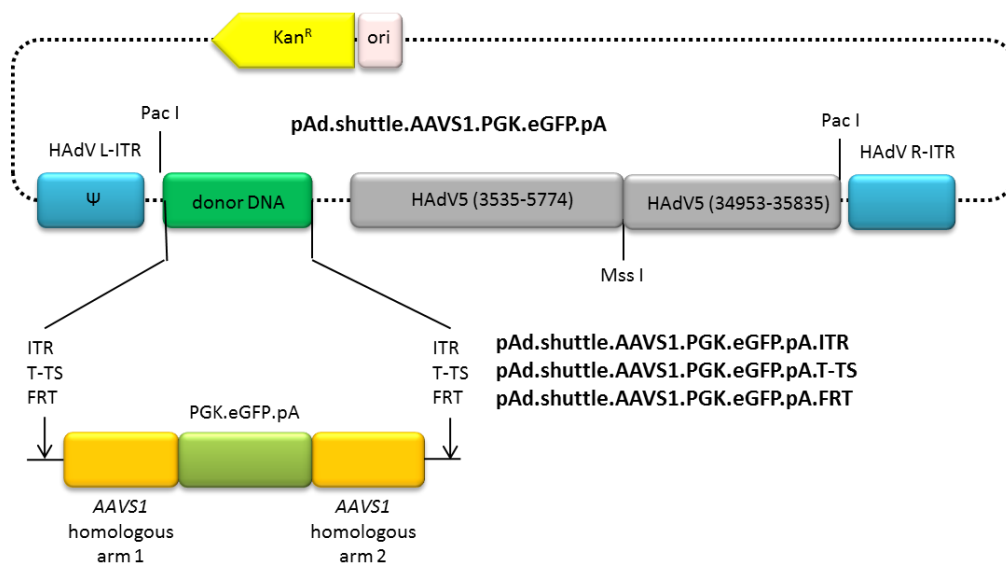 Kan^R
ori
pAd.shuttle.AAVS1.PGK.eGFP.pA
Pac I
Pac I
HAdV L-ITR
HAdV R-ITR
Ψ
donor DNA
HAdV5 (3535-5774)
HAdV5 (34953-35835)
Mss I
ITR
T-TS
FRT
ITR
T-TS
FRT
pAd.shuttle.AAVS1.PGK.eGFP.pA.ITR
pAd.shuttle.AAVS1.PGK.eGFP.pA.T-TS
pAd.shuttle.AAVS1.PGK.eGFP.pA.FRT
PGK.eGFP.pA
AAVS1
homologous
arm 1
AAVS1
homologous
arm 2